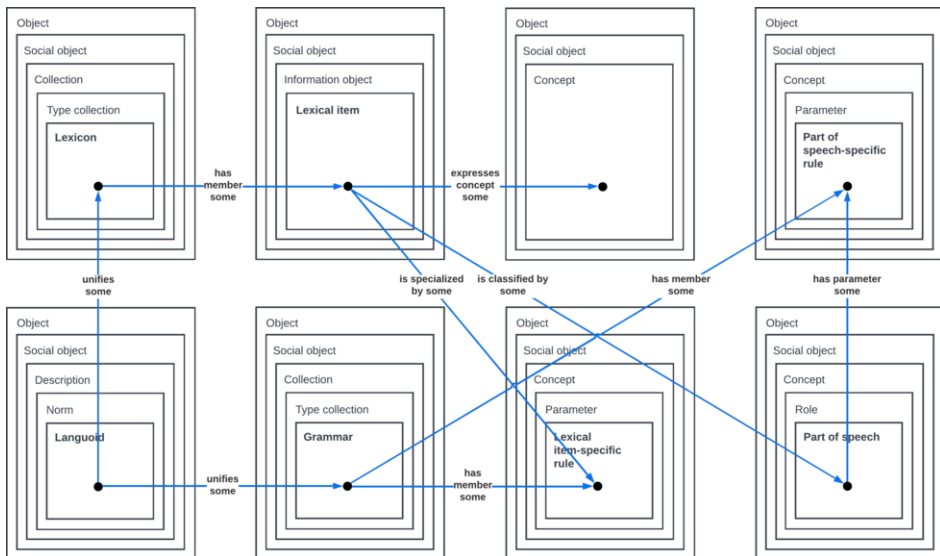 Object
Social object
Collection
Type collection
Lexicon
has
member
some
Object
Social object
Information object
Lexical item
expresses
concept
some
Object
Social object
Concept
Object
Social object
Concept
Parameter
Part of
speech-specific
rule
unifies
some
is specialized
by some
is classified by
some
has member
some
has parameter
some
Object
Social object
Description
Norm
Languoid
unifies
some
Object
Social object
Collection
Type collection
Grammar
has
member
some
Object
Social object
Concept
Parameter
Lexical
item-specific
rule
Object
Social object
Concept
Role
Part of speech